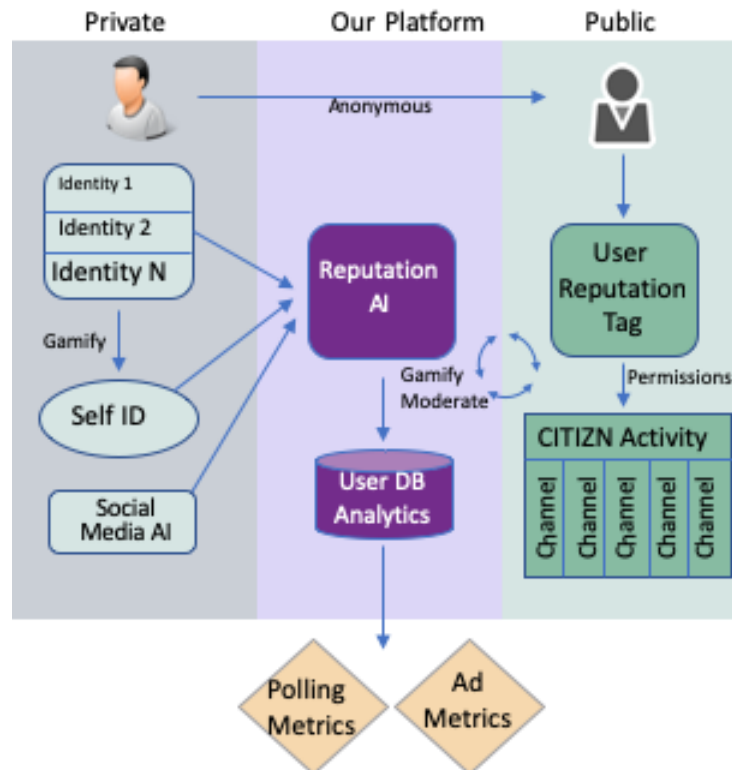 Private
Our Platform
Public
Anonymous
Identity 1
Identity 2
Identity N
Gamify
Self ID
Social
Media AI
Reputation
AI
Gamify
Moderate
User DB
Analytics
User
Reputation
Tag
Permissions
CITIZN Activity
Channel
Channel
Channel
Channel
Channel
Polling
Metrics
Ad
Metrics